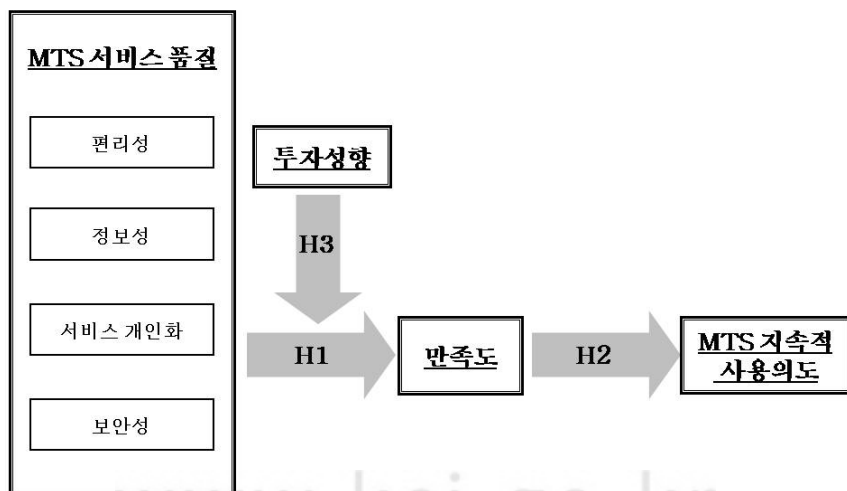 MTS 서비스 품질
편리성
정보성
서비스 개인화
보안성
투자성향
H3
H1
만족도
H2
MTS 지속적
사용의도